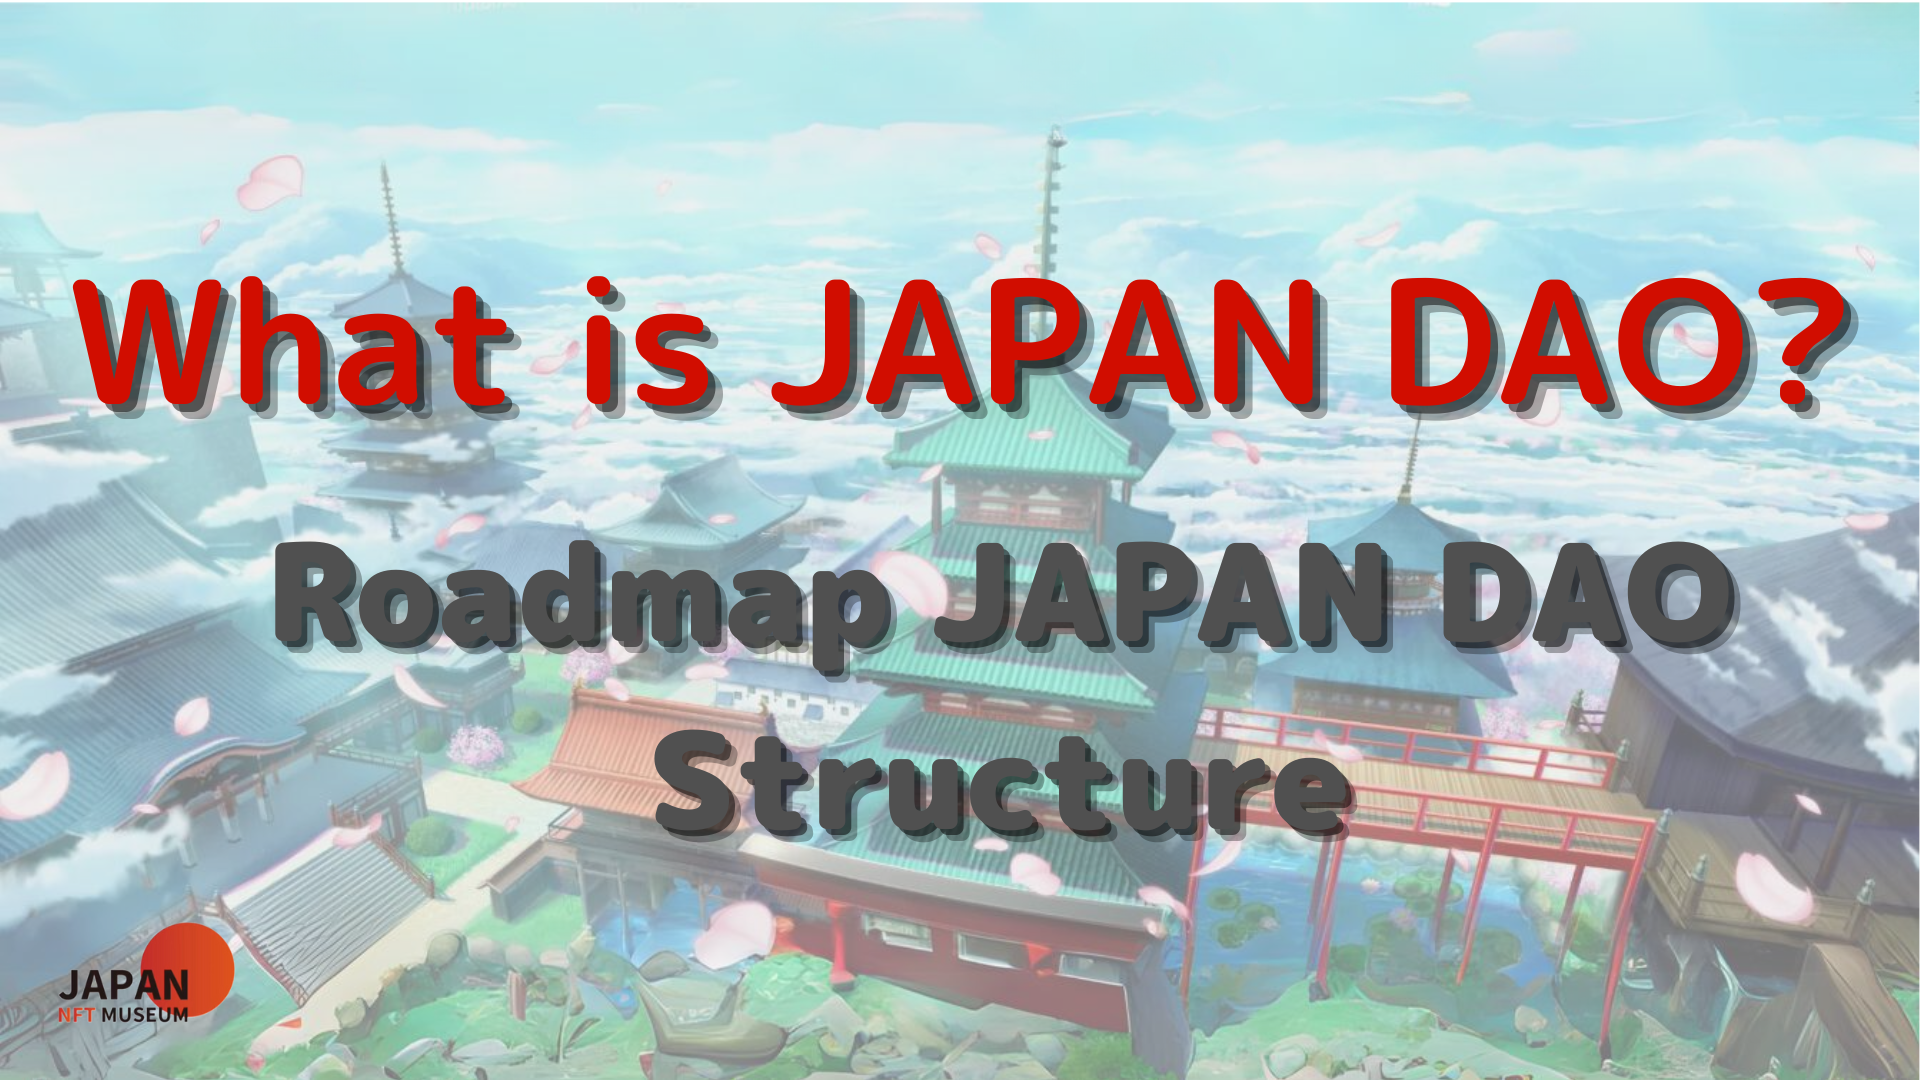 What is JAPAN DAO?
Roadmap JAPAN DAO
Structure
JAPAN
NFT MUSEUM